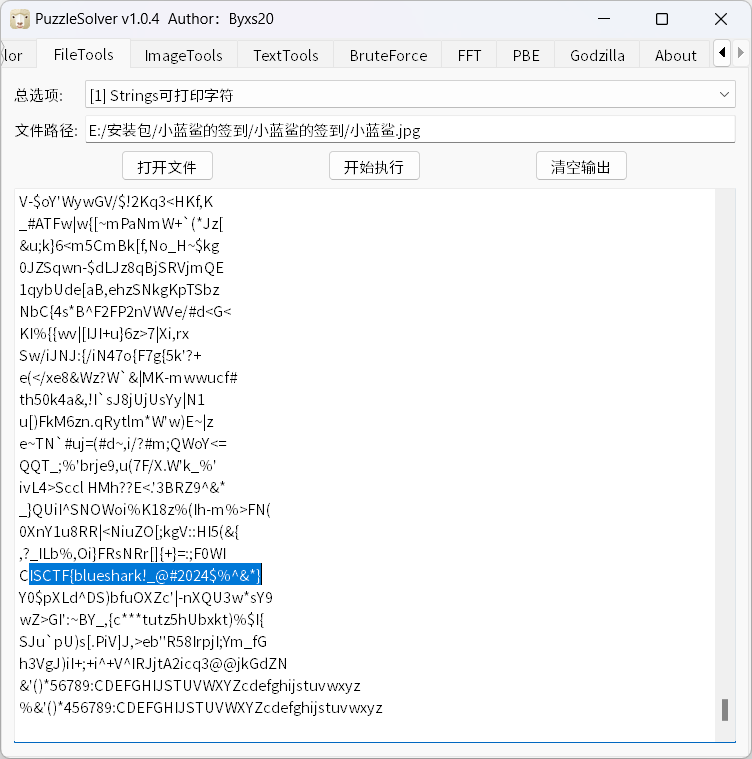 PuzzleSolver v1.0.4 Author：Byxs20
lor FileTools ImageTools TextTools BruteForce FFT PBE Godzilla About
总选项: [1] Strings可打印字符
文件路径: E:/安装包/小蓝鲨的签到/小蓝鲨的签到/小蓝鲨.jpg
打开文件 开始执行 清空输出
V-$oY'WywGV/$!2Kq3<HKf,K
_#ATFw|w{[~mPaNmW+`(*Jz[
&u;k}6<m5CmBk[f,No_H~$kg
0JZSqwn-$dLJz8qBjSRVjmQE
1qybUde[aB,ehzSNkgKpTSbz
NbC{4s*B^F2FP2nVWVe/#d<G<
KI%{{wv|[IJI+u}6z>7|Xi,rx
Sw/iJNJ:{/iN47o{F7g{5k'?+
e(</xe8&Wz?W`&|MK-mwwucf#
th50k4a&,!I`sJ8jUjUsYy|N1
u[)FkM6zn.qRytlm*W'w)E~|z
e~TN`#uj=(#d~,i/?#m;QWoY<=
QQT_;%'brje9,u(7F/X.W'k_%'
ivL4>Sccl HMh??E<.'3BRZ9^&*
_}QUiI^SNOWoi%K18z%(Ih-m%>FN(
0XnY1u8RR|<NiuZO[;kgV::HI5(&{
,?_ILb%,Oi}FRsNRr[]{+}=:;F0WI
CISCTF{blueshark!_@#2024$%^&*}
Y0$pXLd^DS)bfuOXZc'|-nXQU3w*sY9
wZ>GI':~BY_,{c***tutz5hUbxkt)%$I{
SJu`pU)s[.PiV]J,>eb"R58IrpjI;Ym_fG
h3VgJ)iI+;+i^+V^IRJjtA2icq3@@jkGdZN
&'()*56789:CDEFGHIJSTUVWXYZcdefghijstuvwxyz
%&'()*456789:CDEFGHIJSTUVWXYZcdefghijstuvwxyz